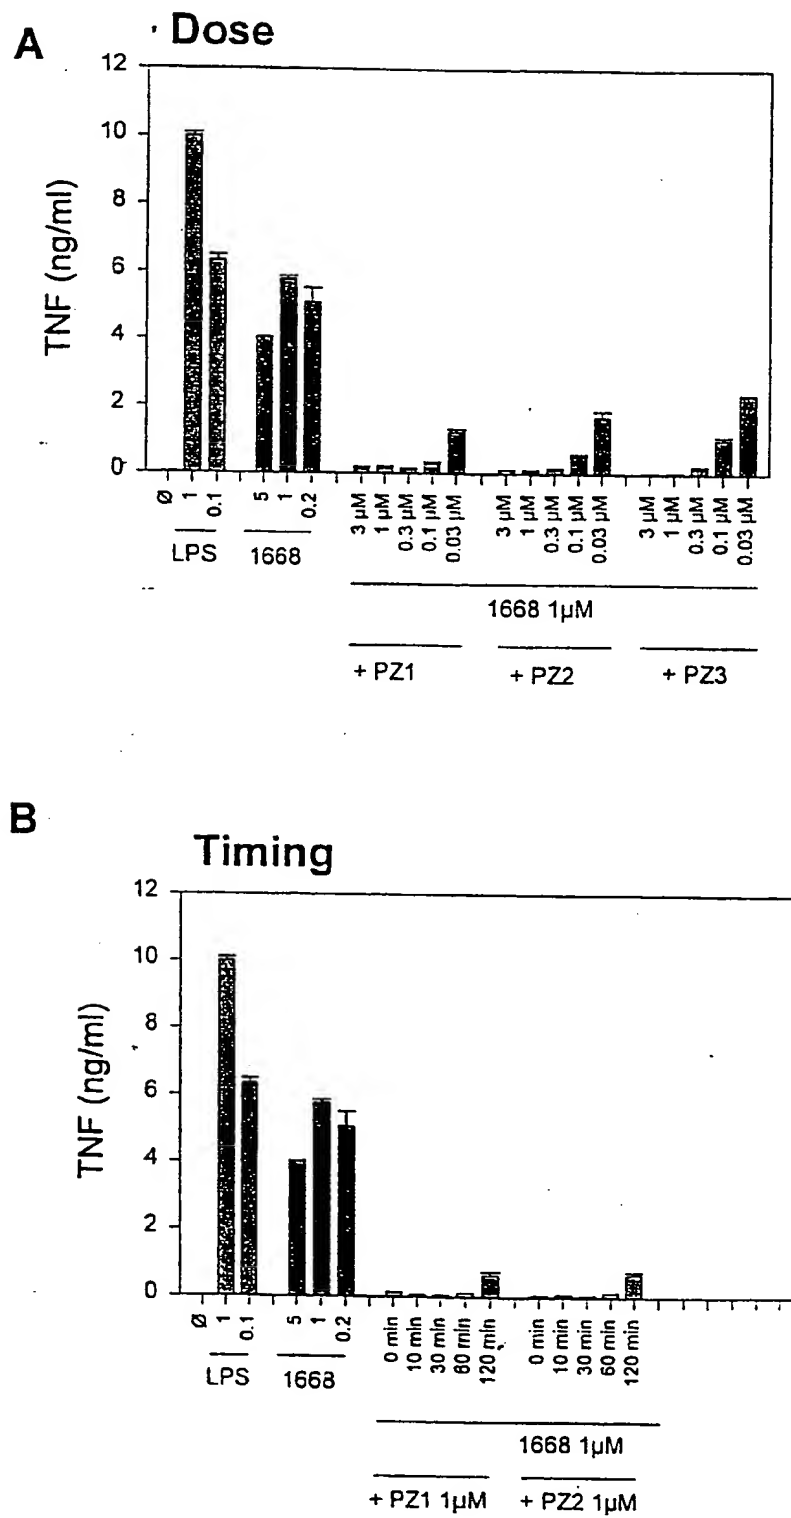 A
Dose
12
10
8
6
4
2
0
TNF (ng/ml)
Ø 1 0.1 5 1 0.2 3 µM 1 µM 0.3 µM 0.1 µM 0.03 µM 3 µM 1 µM 0.3 µM 0.1 µM 0.03 µM 3 µM 1 µM 0.3 µM 0.1 µM 0.03 µM
LPS 1668
1668 1µM
+ PZ1 + PZ2 + PZ3
B
Timing
12
10
8
6
4
2
0
TNF (ng/ml)
Ø 1 0.1 5 1 0.2 0 min 10 min 30 min 60 min 120 min 0 min 10 min 30 min 60 min 120 min
LPS 1668
1668 1µM
+ PZ1 1µM + PZ2 1µM